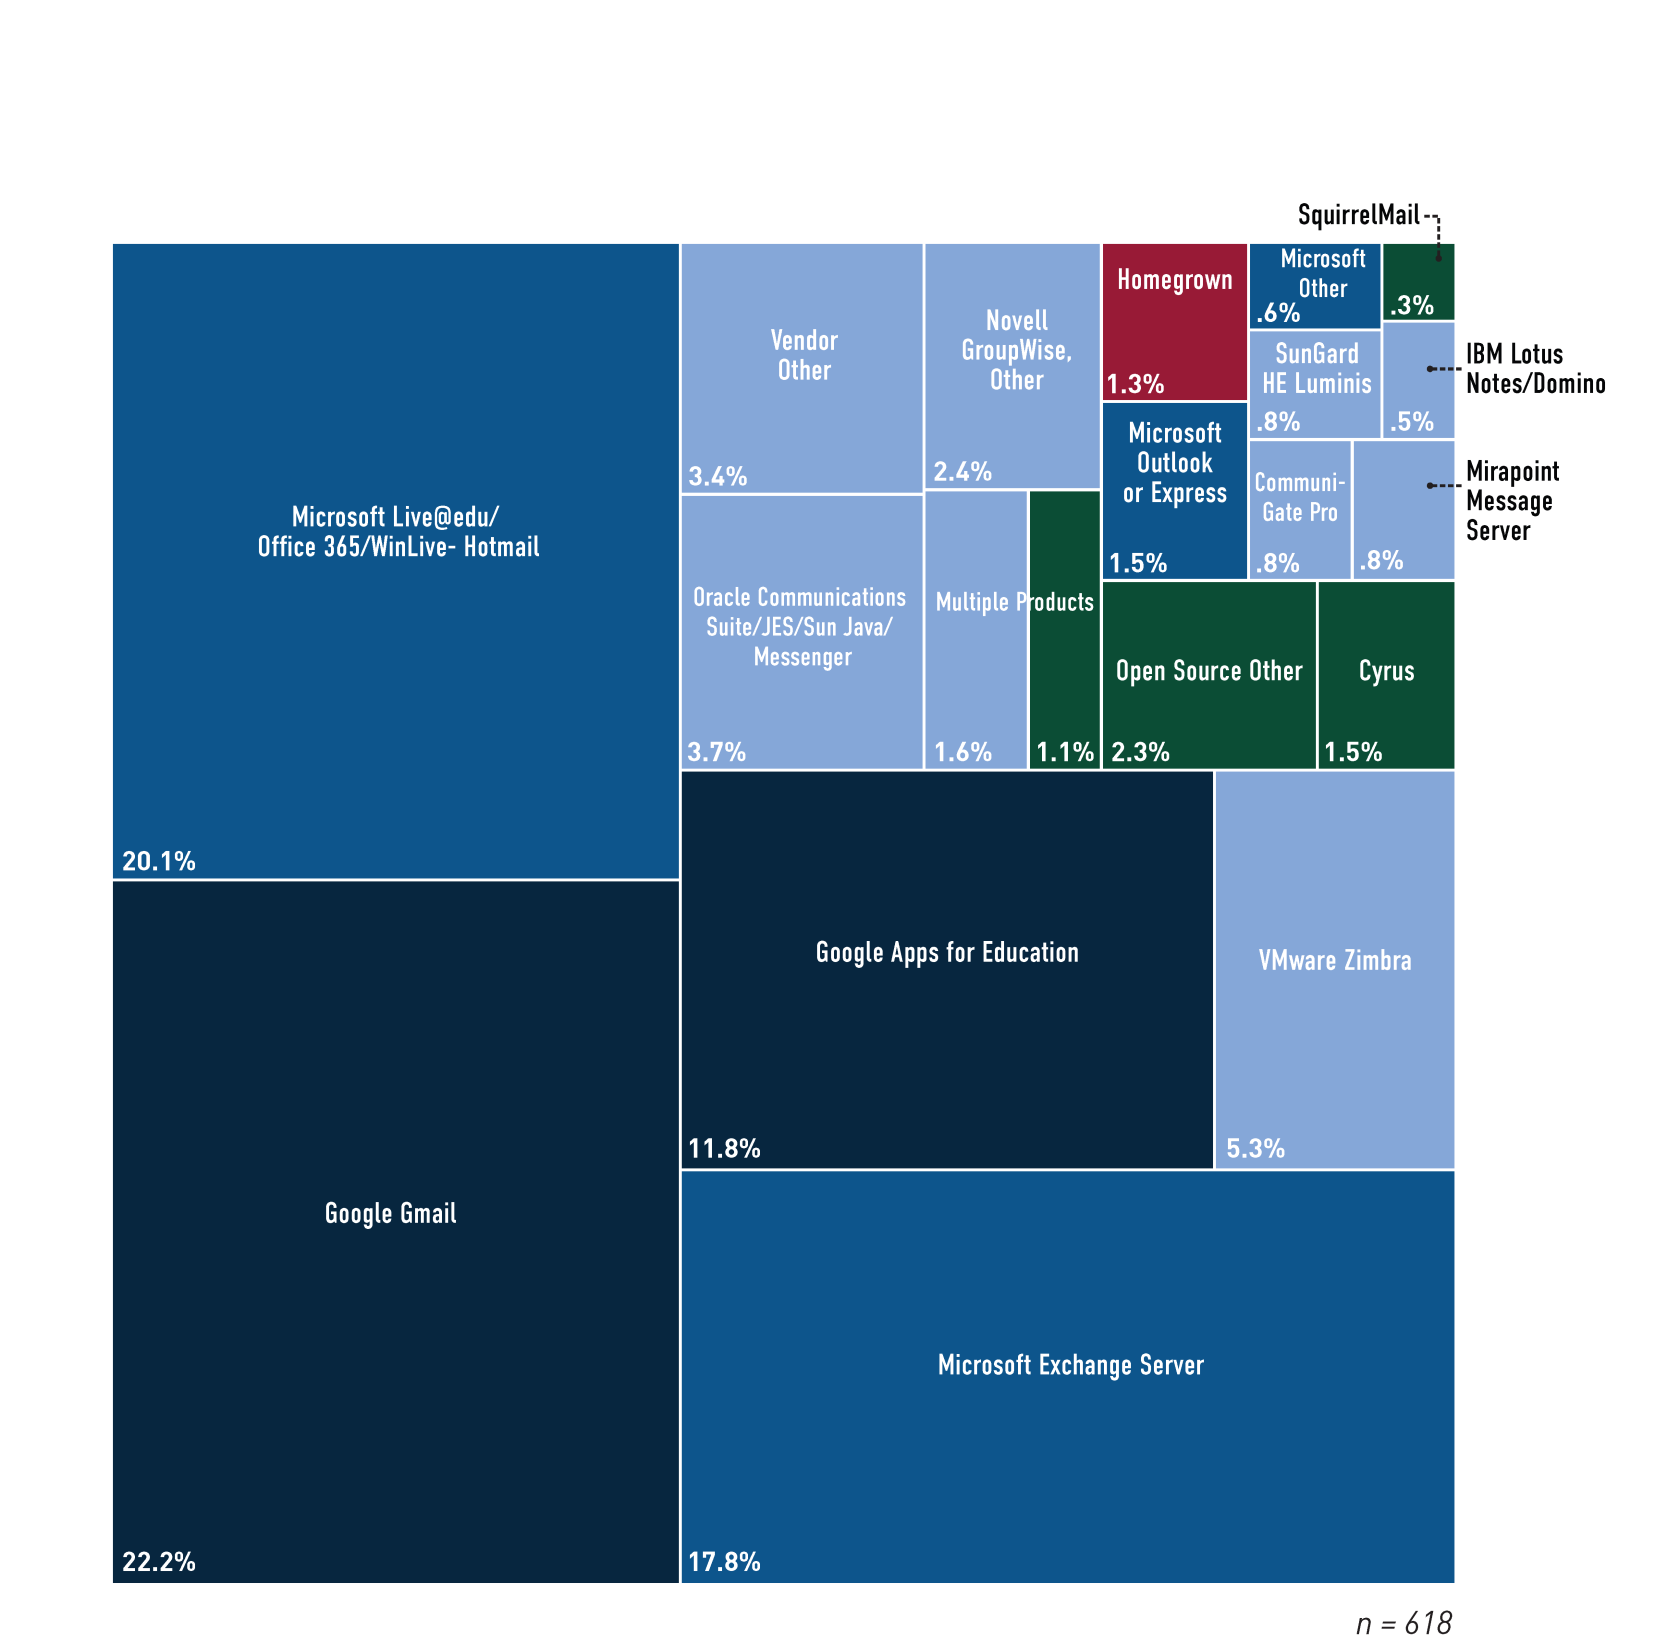 SquirrelMail
Microsoft Live@edu/
Office 365/WinLive- Hotmail
20.1%
Vendor
Other
3.4%
Novell
GroupWise,
Other
2.4%
Homegrown
1.3%
Microsoft
Other
.6%
.3%
SunGard
HE Luminis
.8%
.5%
IBM Lotus
Notes/Domino
Microsoft
Outlook
or Express
1.5%
Communi-
Gate Pro
.8%
.8%
Mirapoint
Message
Server
Oracle Communications
Suite/JES/Sun Java/
Messenger
3.7%
Multiple Products
1.6%
1.1%
Open Source Other
2.3%
Cyrus
1.5%
Google Apps for Education
11.8%
VMware Zimbra
5.3%
Google Gmail
22.2%
Microsoft Exchange Server
17.8%
n = 618